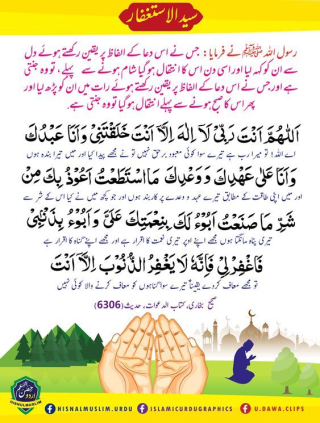 سید الاستغفار
رسول اللہ ﷺ نے فرمایا: جس نے اس دعا کے الفاظ پر یقین رکھتے ہوئے دل
سے ان کو کہہ لیا اور اسی دن اس کا انتقال ہو گیا شام ہونے سے پہلے، تو وہ جنتی
ہے اور جس نے اس دعا کے الفاظ پر یقین رکھتے ہوئے رات میں ان کو پڑھ لیا اور
پھر اس کا صبح ہونے سے پہلے انتقال ہو گیا تو وہ جنتی ہے۔
اَللّٰهُمَّ اَنْتَ رَبِّیْ لَآ اِلٰهَ اِلَّآ اَنْتَ خَلَقْتَنِیْ وَاَنَا عَبْدُكَ
اے اللہ! تو میرا رب ہے تیرے سوا کوئی معبود برحق نہیں تو نے مجھے پیدا کیا اور میں تیرا بندہ ہوں
وَاَنَا عَلٰی عَهْدِكَ وَوَعْدِكَ مَا اسْتَطَعْتُ اَعُوْذُ بِكَ مِنْ
اور میں اپنی طاقت کے مطابق تیرے عہد و وعدے پر کاربند ہوں اور جو کچھ میں نے کیا اس کے شر سے
شَرِّ مَا صَنَعْتُ اَبُوْءُ لَكَ بِنِعْمَتِكَ عَلَیَّ وَاَبُوْءُ بِذَنْۢبِیْ
تیری پناہ مانگتا ہوں مجھے اپنے اوپر تیری نعمت کا اقرار ہے اور مجھے اپنے گناہ کا اقرار ہے
فَاغْفِرْ لِیْ فَاِنَّهٗ لَا یَغْفِرُ الذُّنُوْبَ اِلَّآ اَنْتَ
تو مجھے معاف کر دے یقیناً تیرے سوا گناہوں کو معاف کرنے والا کوئی نہیں
صحیح بخاری، کتاب الدعوات، حدیث (6306)
HISNALMUSLIM
HISNALMUSLIM.URDU ISLAMICURDUGRAPHICS U.DAWA.CLIPS